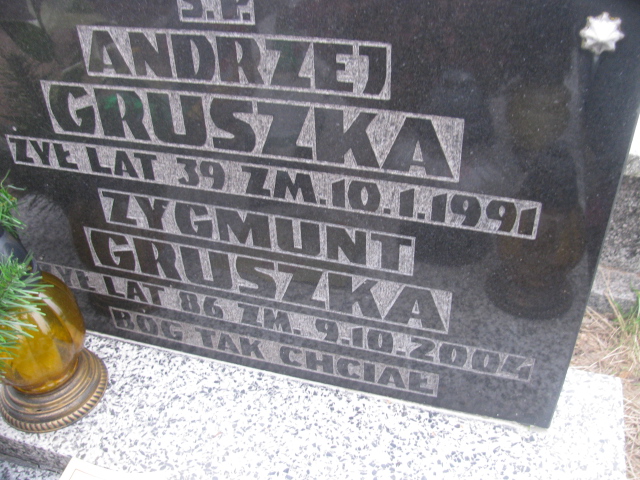 Ś.P.
ANDRZEJ
GRUSZKA
ŻYŁ LAT 39 ZM. 10.1.1991
ZYGMUNT
GRUSZKA
ŻYŁ LAT 86 ZM. 9.10.2004
BÓG TAK CHCIAŁ